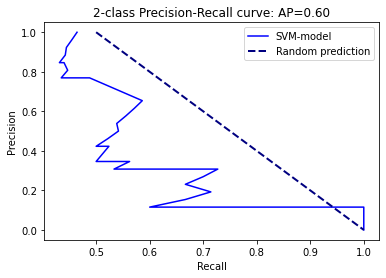 2-class Precision-Recall curve: AP=0.60
SVM-model
Random prediction
Precision
1.0
0.8
0.6
0.4
0.2
0.0
0.5 0.6 0.7 0.8 0.9 1.0
Recall